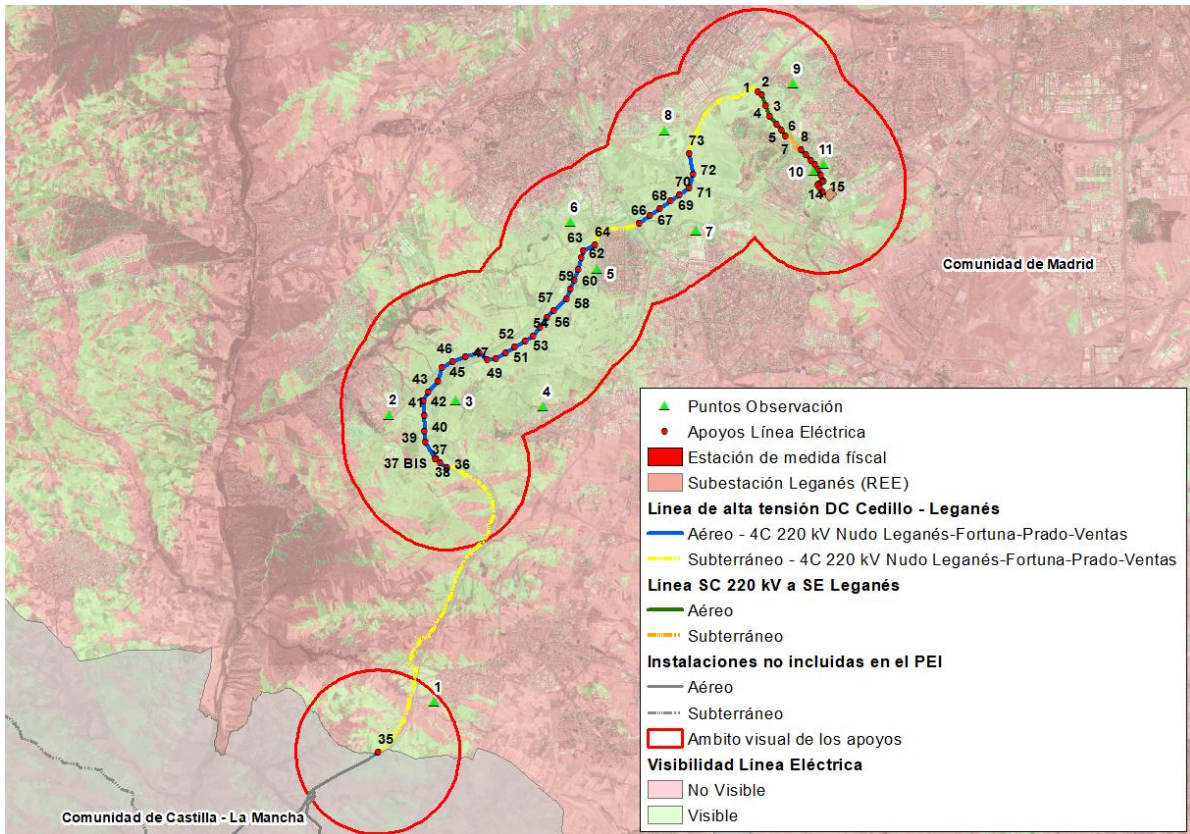 9
2
1
3
8
4
6
5
8
73
7
11
10
72
15
14
70
71
68
69
66
67
6
64
7
63
62
5
59
60
58
57
56
54
52
53
51
47
46
49
45
43
42
2
3
4
41
40
39
37
37 BIS
36
38
1
35
Comunidad de Madrid
Comunidad de Castilla - La Mancha
Puntos Observación
Apoyos Línea Eléctrica
Estación de medida físcal
Subestación Leganés (REE)
Línea de alta tensión DC Cedillo - Leganés
Aéreo - 4C 220 kV Nudo Leganés-Fortuna-Prado-Ventas
Subterráneo - 4C 220 kV Nudo Leganés-Fortuna-Prado-Ventas
Línea SC 220 kV a SE Leganés
Aéreo
Subterráneo
Instalaciones no incluidas en el PEI
Aéreo
Subterráneo
Ambito visual de los apoyos
Visibilidad Línea Eléctrica
No Visible
Visible